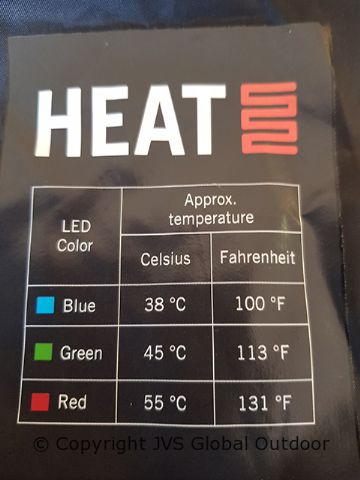 HEAT
LED Color
Approx. temperature
Celsius Fahrenheit
Blue 38 °C 100 °F
Green 45 °C 113 °F
Red 55 °C 131 °F
© Copyright JVS Global Outdoor